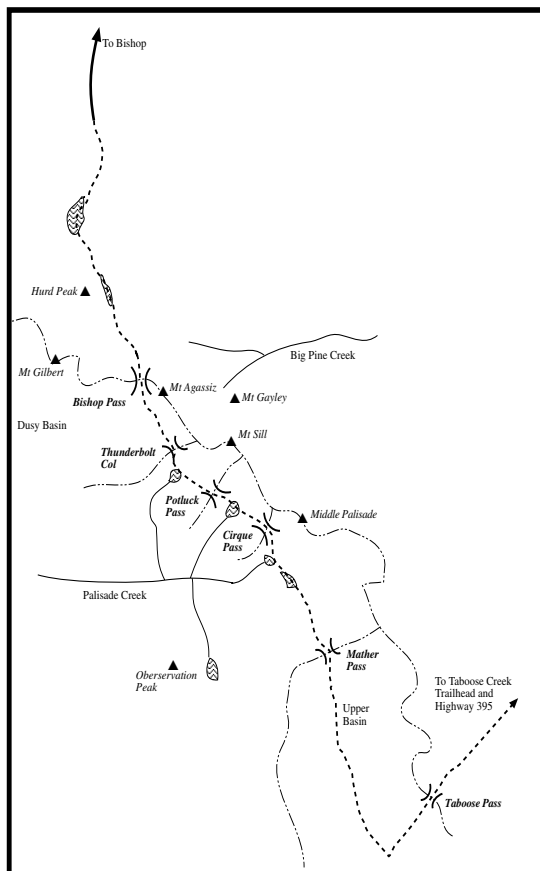 To Bishop
Hurd Peak
Big Pine Creek
Mt Gilbert
Mt Agassiz
Bishop Pass
Mt Gayley
Dusy Basin
Mt Sill
Thunderbolt
Col
Potluck
Pass
Middle Palisade
Cirque
Pass
Palisade Creek
Mather
Pass
Oberservation
Peak
To Taboose Creek
Trailhead and
Highway 395
Upper
Basin
Taboose Pass